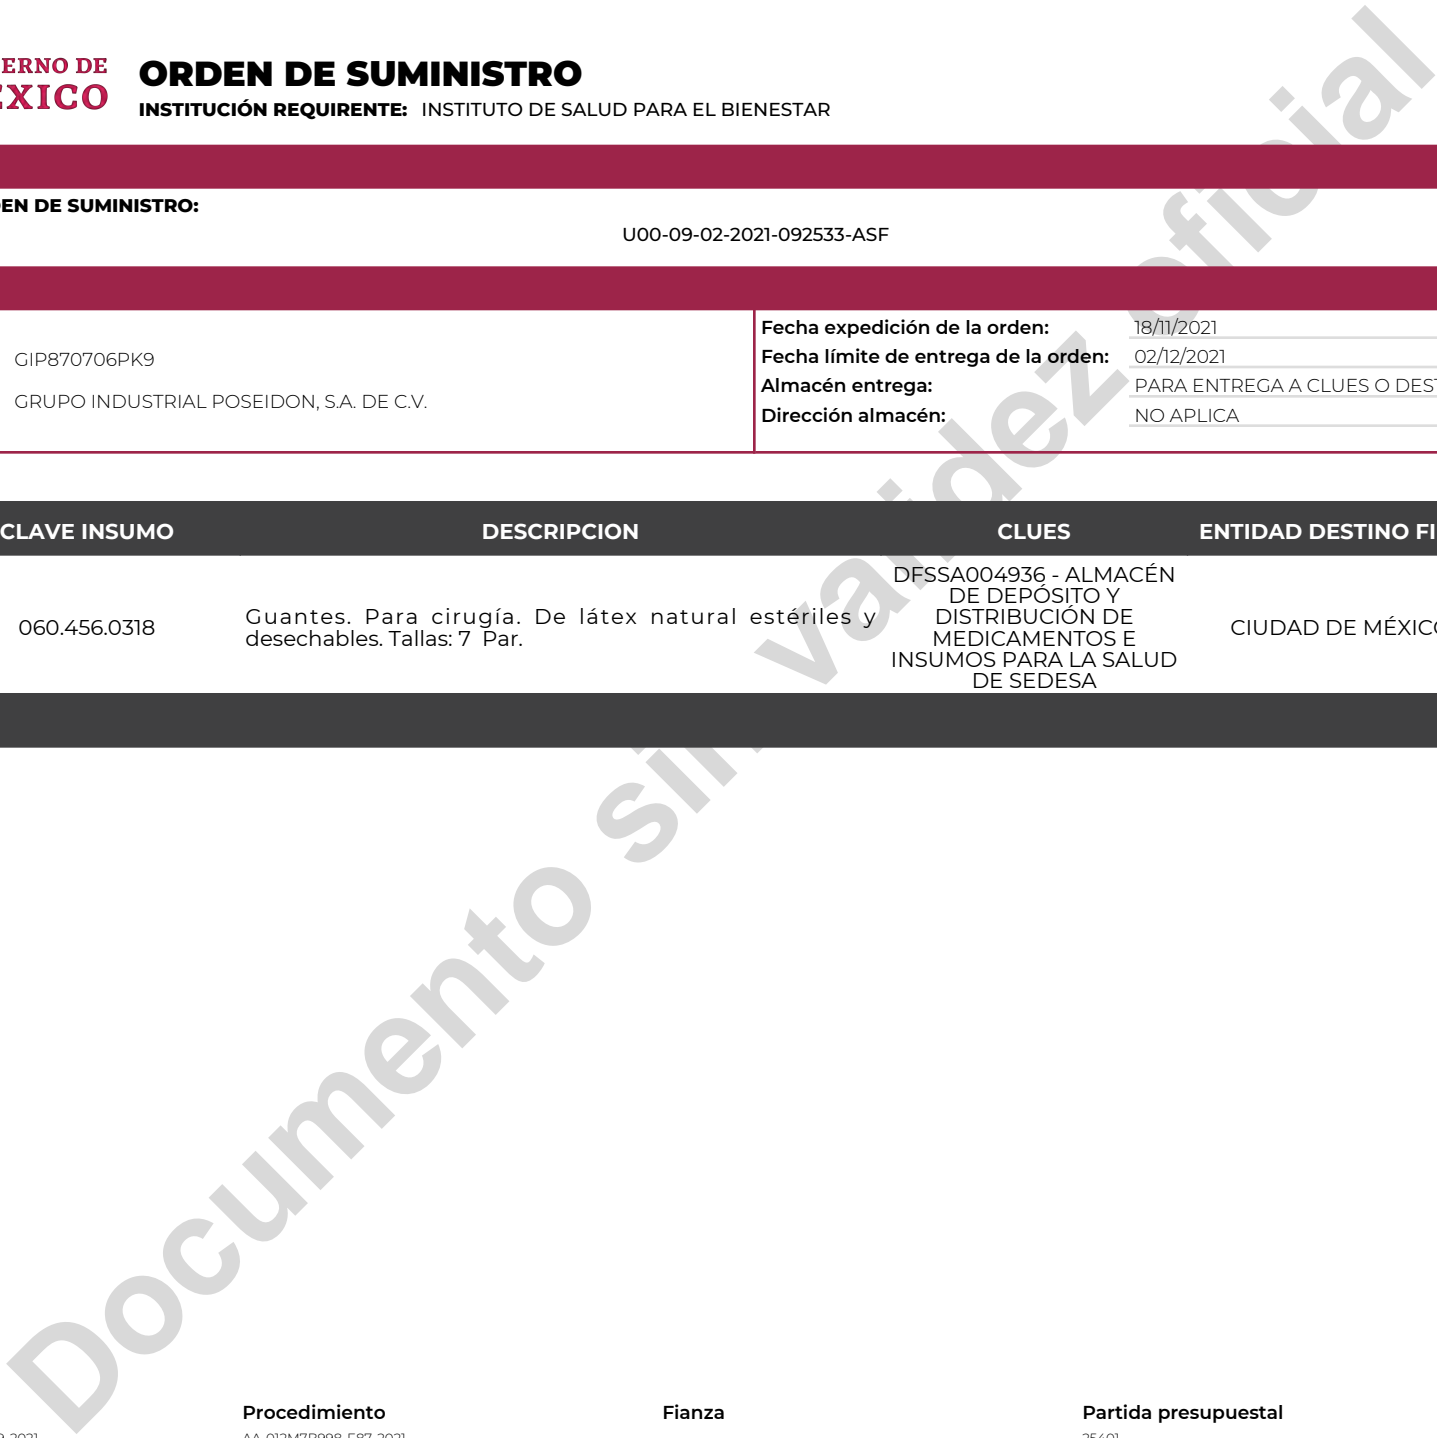 ERNO DE
ÉXICO
ORDEN DE SUMINISTRO
INSTITUCIÓN REQUIRENTE: INSTITUTO DE SALUD PARA EL BIENESTAR
EN DE SUMINISTRO:
U00-09-02-2021-092533-ASF
GIP870706PK9
GRUPO INDUSTRIAL POSEIDON, S.A. DE C.V.
Fecha expedición de la orden: 18/11/2021
Fecha límite de entrega de la orden: 02/12/2021
Almacén entrega: PARA ENTREGA A CLUES O DEST
Dirección almacén: NO APLICA
CLAVE INSUMO DESCRIPCION CLUES ENTIDAD DESTINO FI
060.456.0318
Guantes. Para cirugía. De látex natural estériles y
desechables. Tallas: 7 Par.
DFSSA004936 - ALMACÉN
DE DEPÓSITO Y
DISTRIBUCIÓN DE
MEDICAMENTOS E
INSUMOS PARA LA SALUD
DE SEDESA
CIUDAD DE MÉXICO
Documento sin validez oficial
Procedimiento Fianza Partida presupuestal